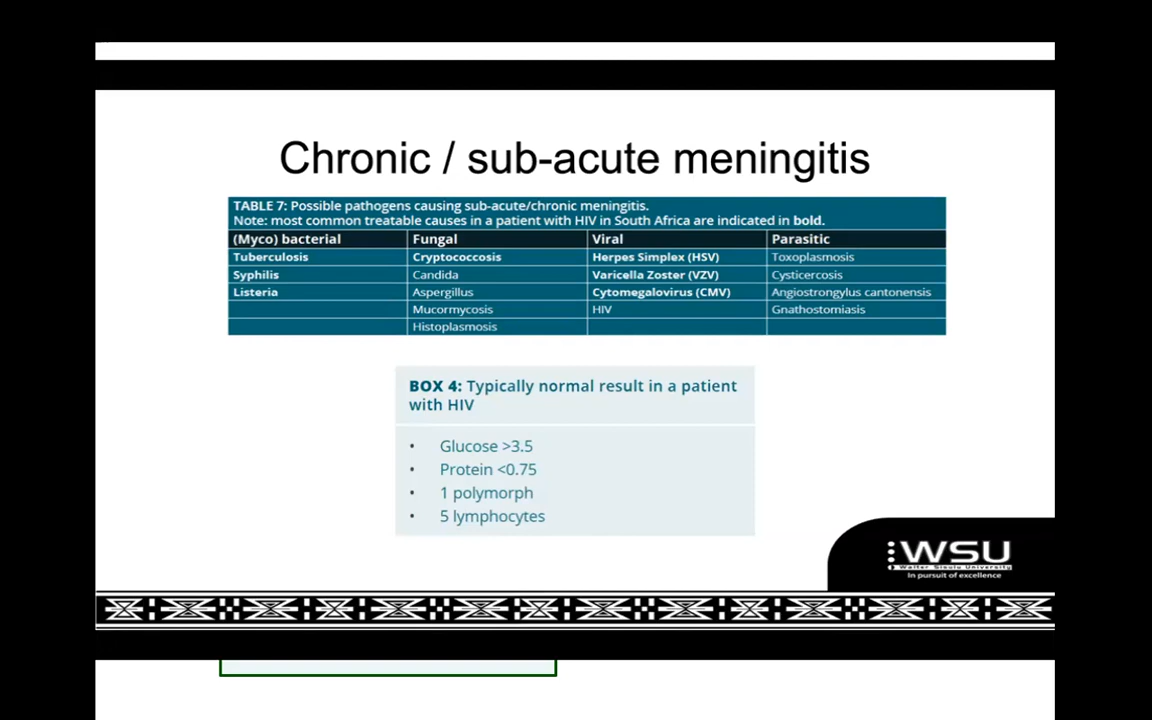 Chronic / sub-acute meningitis
TABLE 7: Possible pathogens causing sub-acute/chronic meningitis.
Note: most common treatable causes in a patient with HIV in South Africa are indicated in bold.
(Myco) bacterial Fungal Viral Parasitic
Tuberculosis Cryptococcosis Herpes Simplex (HSV) Toxoplasmosis
Syphilis Candida Varicella Zoster (VZV) Cysticercosis
Listeria Aspergillus Cytomegalovirus (CMV) Angiostrongylus cantonensis
Mucormycosis HIV Gnathostomiasis
Histoplasmosis
BOX 4: Typically normal result in a patient
with HIV
• Glucose >3.5
• Protein <0.75
• 1 polymorph
• 5 lymphocytes
WSU
Walter Sisulu University
In pursuit of excellence